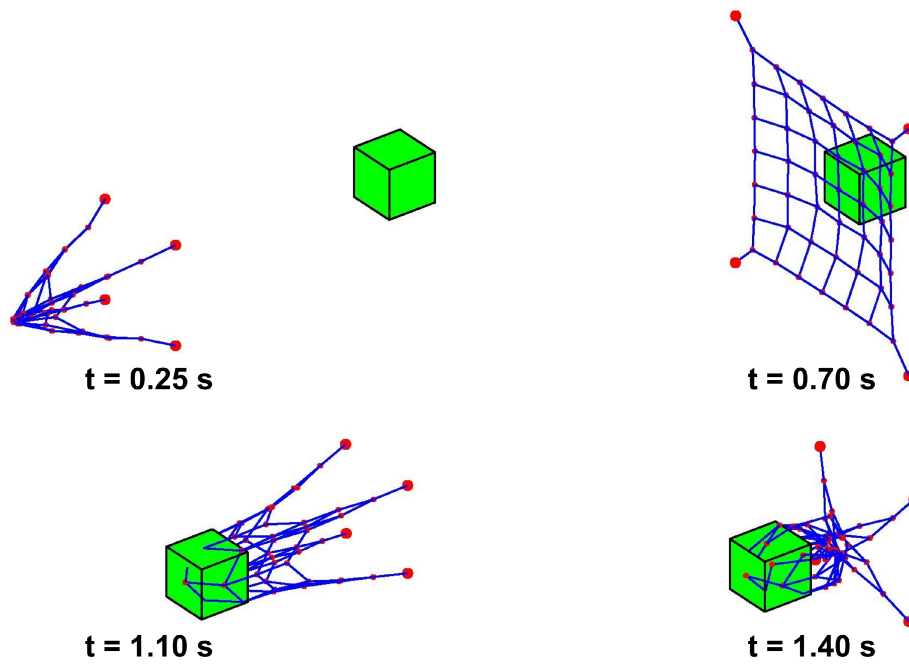 t = 0.25 s
t = 0.70 s
t = 1.10 s
t = 1.40 s